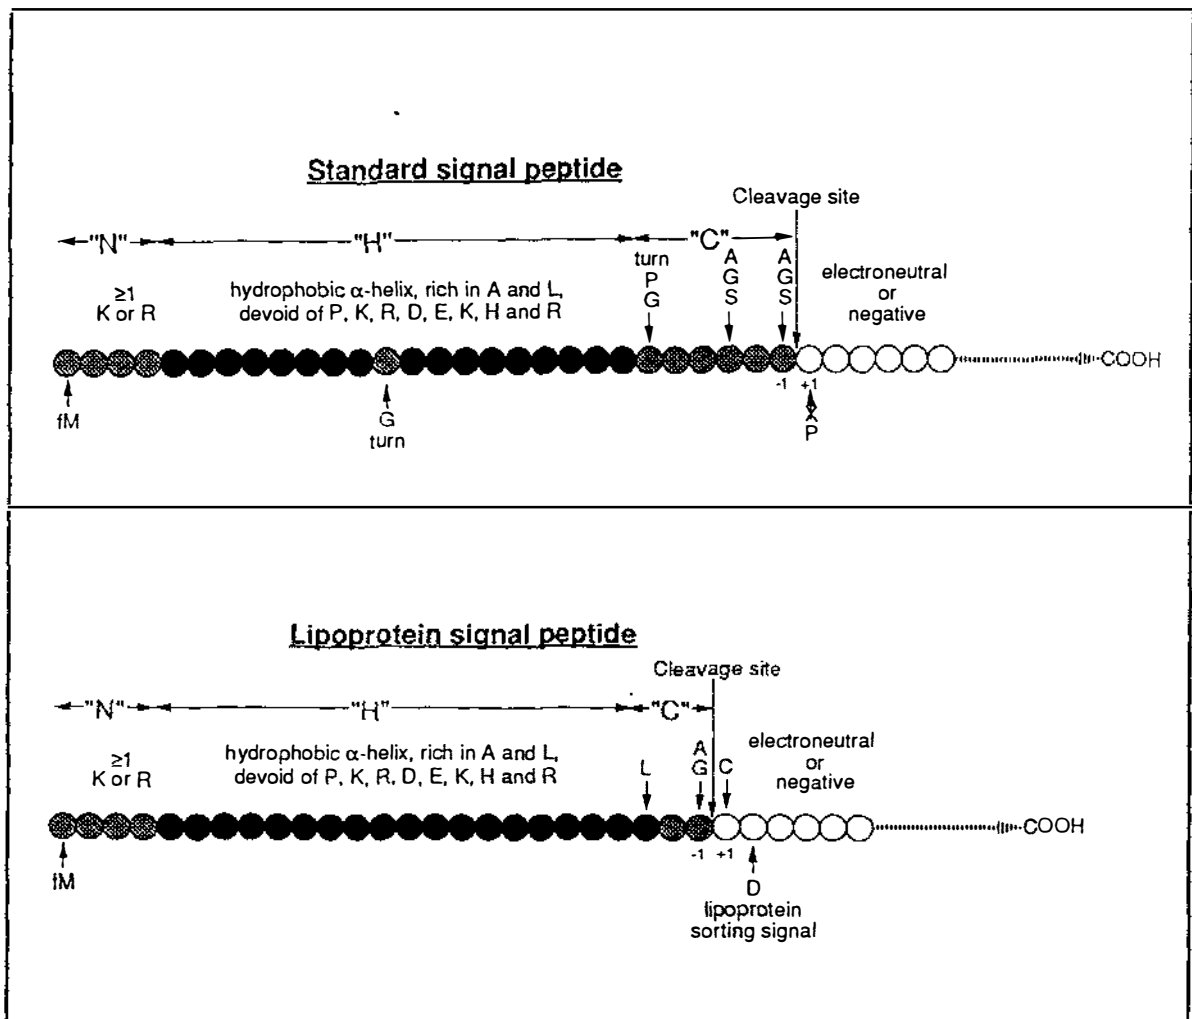 Standard signal peptide
Cleavage site
"N" "H" "C"
≥1
K or R
hydrophobic α-helix, rich in A and L,
devoid of P, K, R, D, E, K, H and R
turn
P
G
A
G
S
A
G
S
electroneutral
or
negative
COOH
-1 +1
fM
G
turn
X
P
Lipoprotein signal peptide
Cleavage site
"N" "H" "C"
≥1
K or R
hydrophobic α-helix, rich in A and L,
devoid of P, K, R, D, E, K, H and R
L
A
G
C
electroneutral
or
negative
COOH
-1 +1
fM
D
lipoprotein
sorting signal